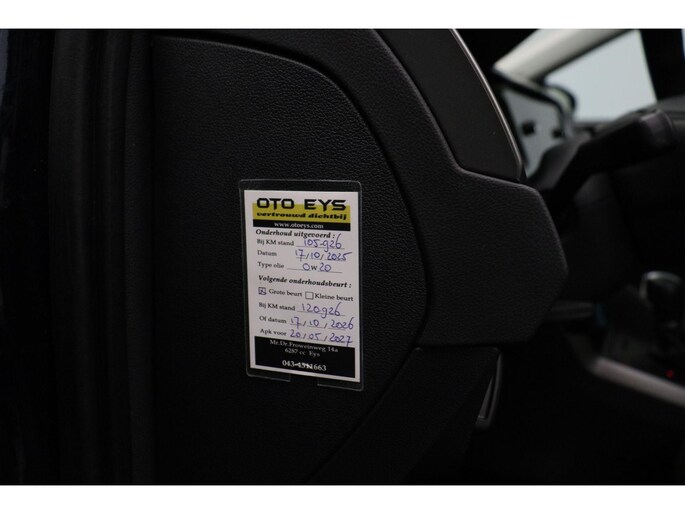 OTO EYS
vertrouwd dichtbij
www.otoeys.com
Onderhoud uitgevoerd :
Bij KM stand 105.926
Datum 17/10/2025
Type olie 0W20
Volgende onderhoudsbeurt :
Grote beurt Kleine beurt
Bij KM stand 120926
Of datum 17/10/2026
Apk voor 20/05/2027
Mr.Dr.Froweinweg 14a
6287 cc Eys